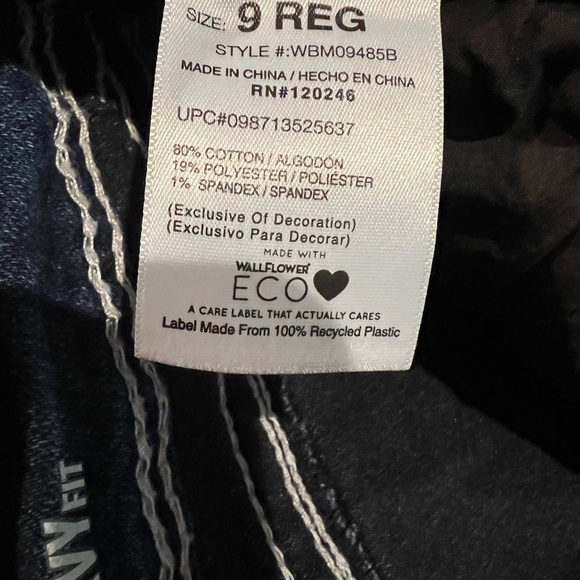 SIZE: 9 REG
STYLE #:WBM09485B
MADE IN CHINA / HECHO EN CHINA
RN#120246
UPC#098713525637
80% COTTON / ALGODÓN
19% POLYESTER / POLIÉSTER
1% SPANDEX / SPANDEX
(Exclusive Of Decoration)
(Exclusivo Para Decorar)
MADE WITH
WALLFLOWER®
ECO
A CARE LABEL THAT ACTUALLY CARES
Label Made From 100% Recycled Plastic
VY FIT